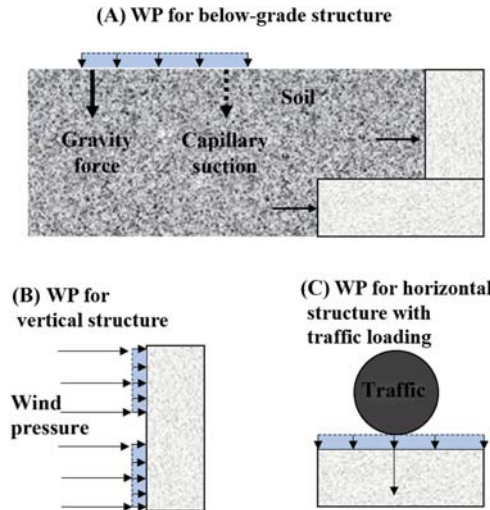 (A) WP for below-grade structure
Soil
Gravity
force
Capillary
suction
(B) WP for
vertical structure
Wind
pressure
(C) WP for horizontal
structure with
traffic loading
Traffic